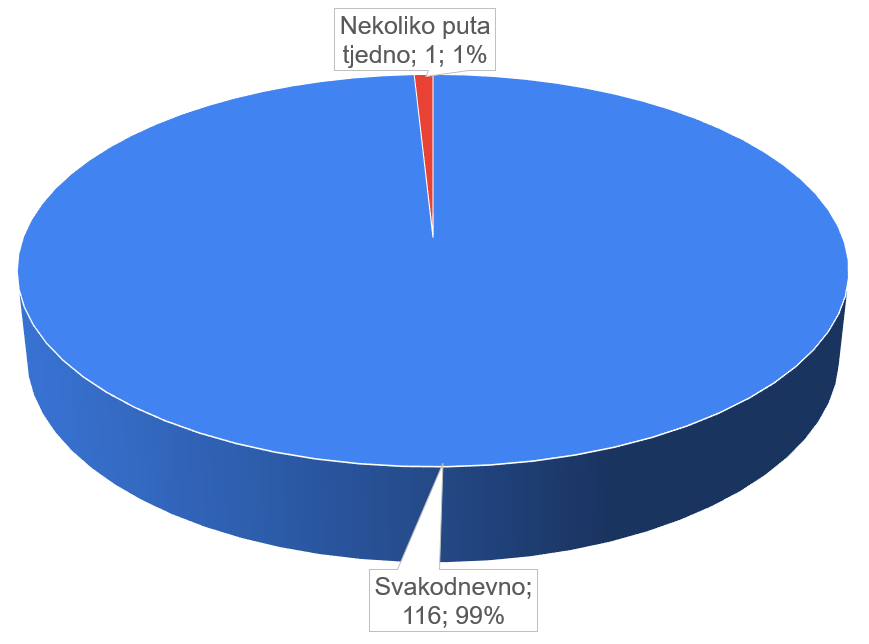 Nekoliko puta
tjedno; 1; 1%
Svakodnevno;
116; 99%